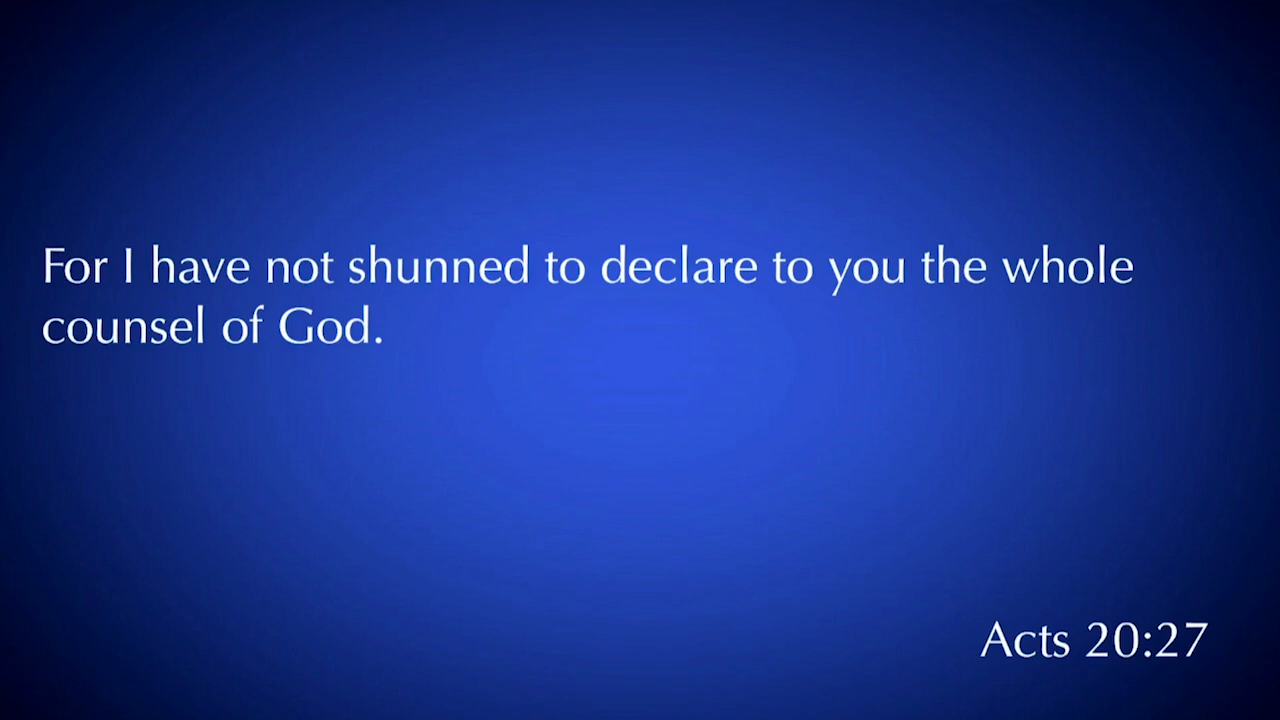 For I have not shunned to declare to you the whole
counsel of God.
Acts 20:27